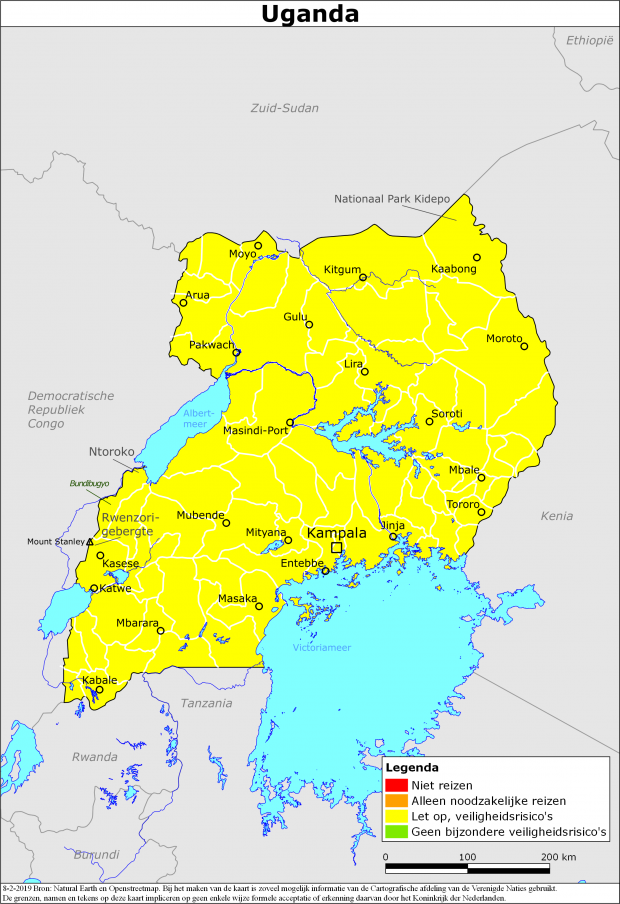 Uganda
Ethiopië
Zuid-Sudan
Nationaal Park Kidepo
Moyo
Kaabong
Kitgum
Arua
Gulu
Moroto
Pakwach
Lira
Democratische
Republiek
Congo
Albert-
meer
Soroti
Masindi-Port
Ntoroko
Mbale
Bundibugyo
Tororo
Rwenzori-
gebergte
Mubende
Kenia
Mityana
Kampala
Jinja
Mount Stanley
Kasese
Entebbe
Katwe
Masaka
Mbarara
Victoriameer
Kabale
Tanzania
Rwanda
Burundi
Legenda
Niet reizen
Alleen noodzakelijke reizen
Let op, veiligheidsrisico's
Geen bijzondere veiligheidsrisico's
0 100 200 km
8-2-2019 Bron: Natural Earth en Openstreetmap. Bij het maken van de kaart is zoveel mogelijk informatie van de Cartografische afdeling van de Verenigde Naties gebruikt.
De grenzen, namen en tekens op deze kaart impliceren op geen enkele wijze formele acceptatie of erkenning daarvan door het Koninkrijk der Nederlanden.